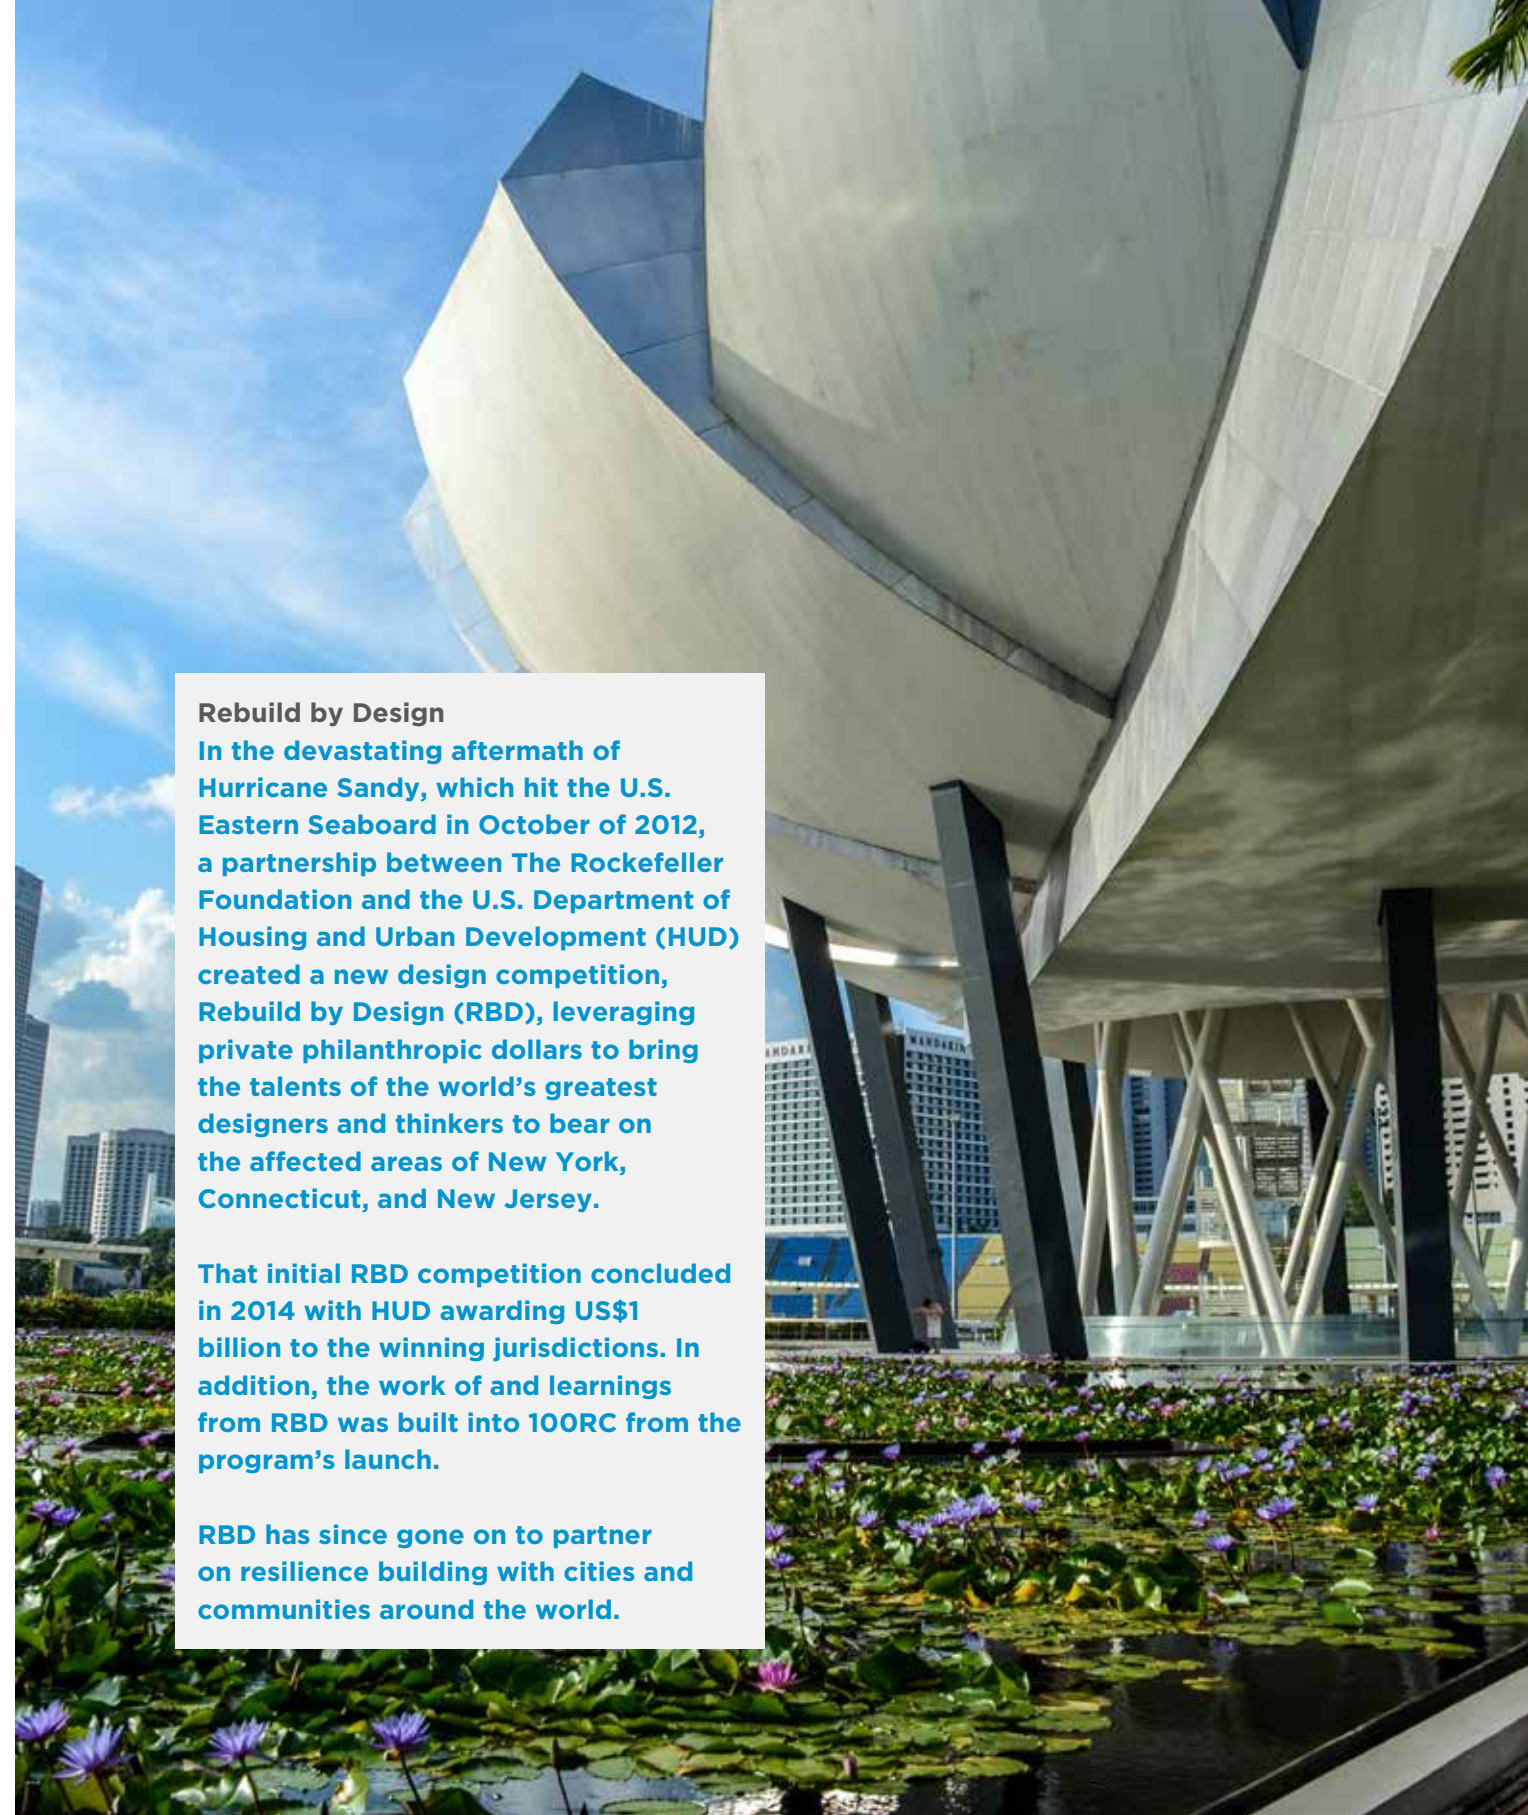 Rebuild by Design
In the devastating aftermath of
Hurricane Sandy, which hit the U.S.
Eastern Seaboard in October of 2012,
a partnership between The Rockefeller
Foundation and the U.S. Department of
Housing and Urban Development (HUD)
created a new design competition,
Rebuild by Design (RBD), leveraging
private philanthropic dollars to bring
the talents of the world’s greatest
designers and thinkers to bear on
the affected areas of New York,
Connecticut, and New Jersey.
That initial RBD competition concluded
in 2014 with HUD awarding US$1
billion to the winning jurisdictions. In
addition, the work of and learnings
from RBD was built into 100RC from the
program’s launch.
RBD has since gone on to partner
on resilience building with cities and
communities around the world.
MANDARIN